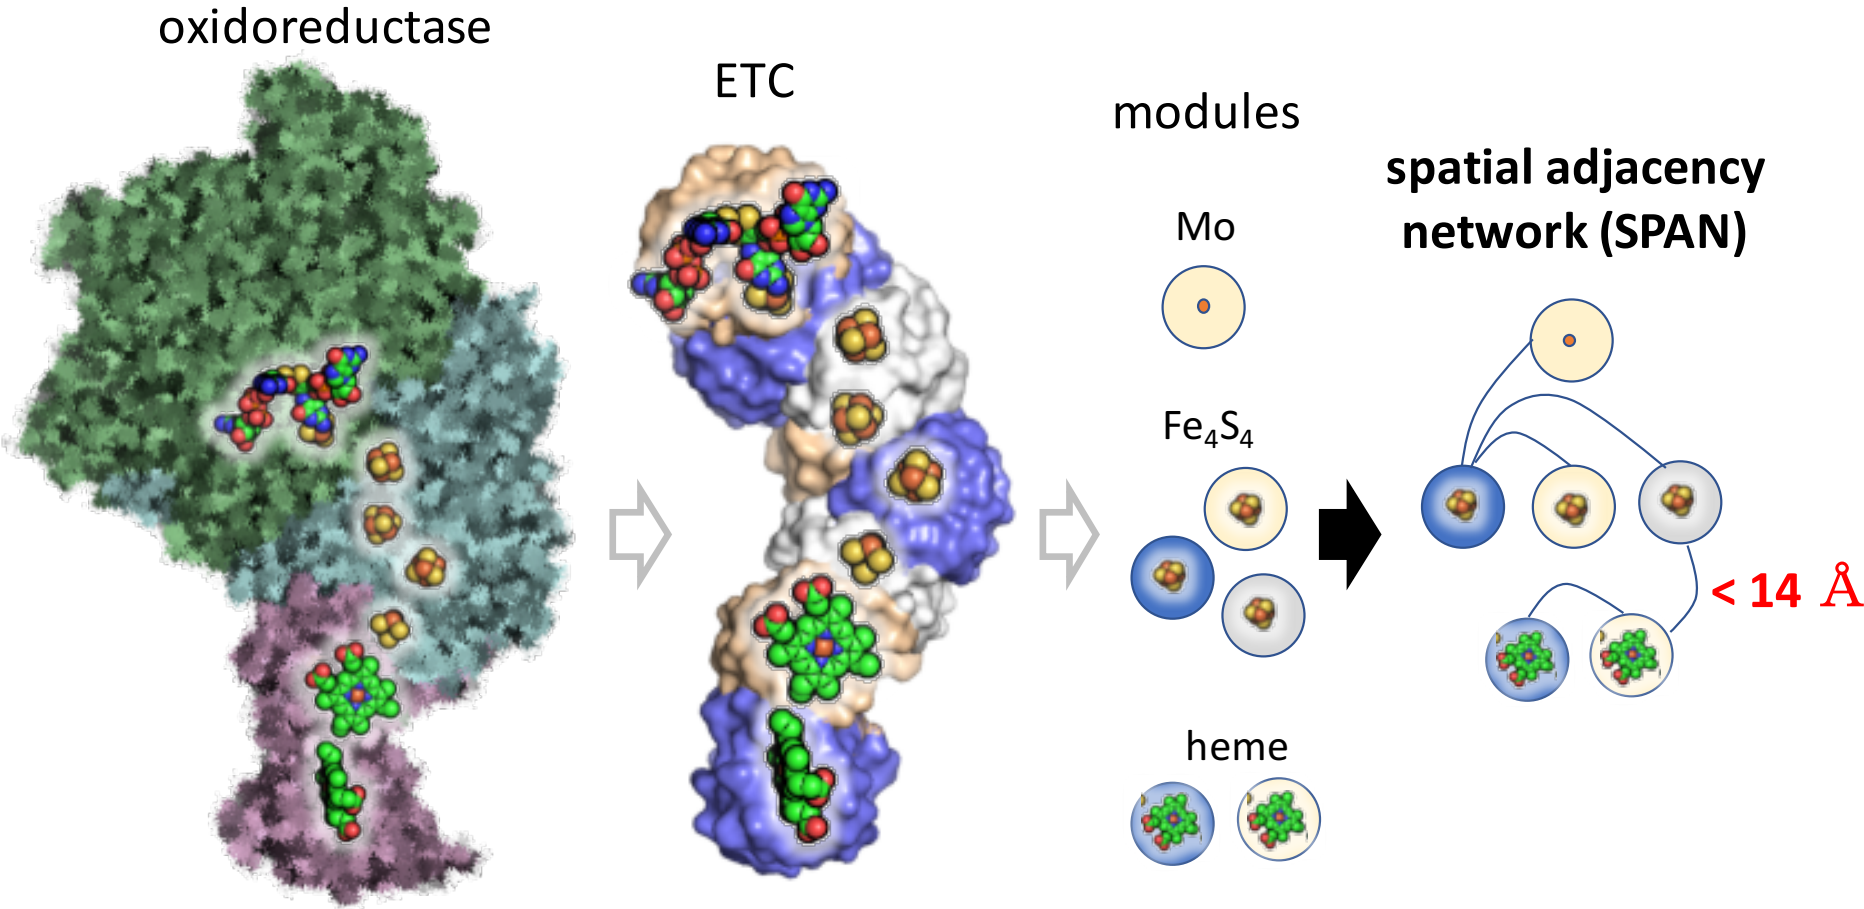 oxidoreductase
ETC
modules
Mo
Fe₄S₄
heme
spatial adjacency
network (SPAN)
< 14 Å